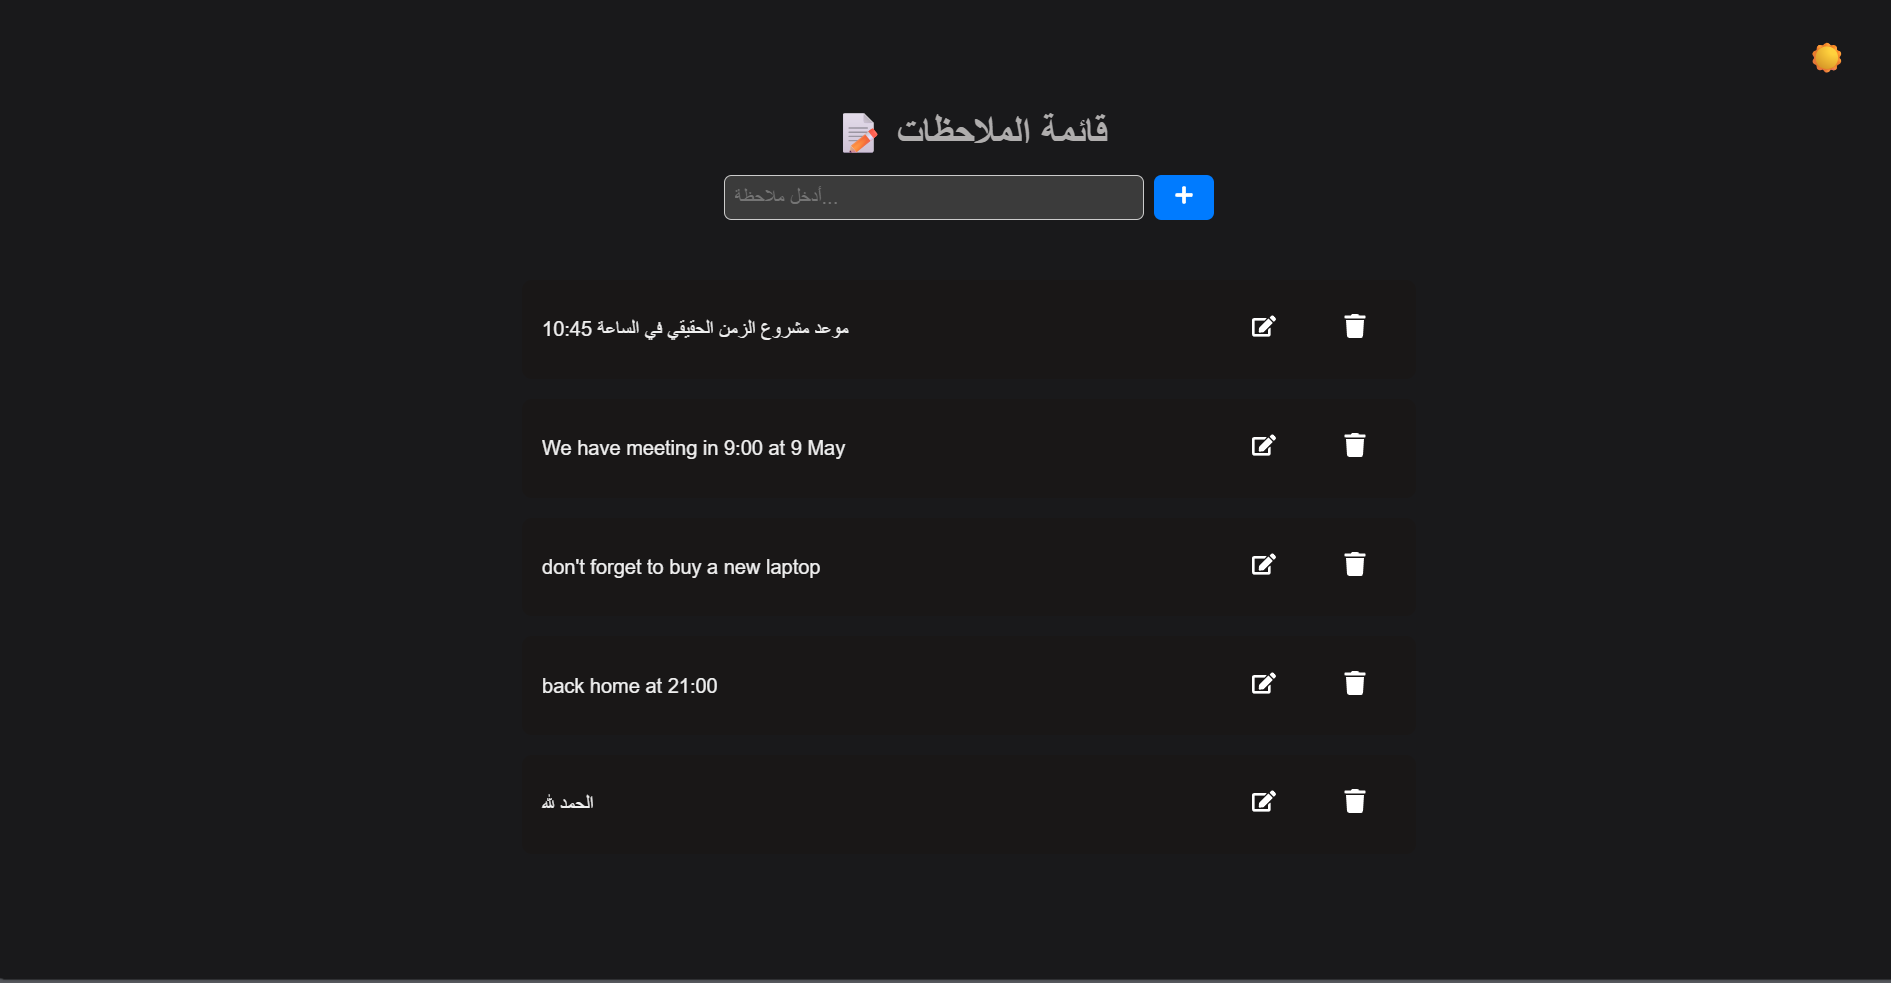 قائمة الملاحظات
أدخل ملاحظة...
موعد مشروع الزمن الحقيقي في الساعة 10:45
We have meeting in 9:00 at 9 May
don't forget to buy a new laptop
back home at 21:00
الحمد لله